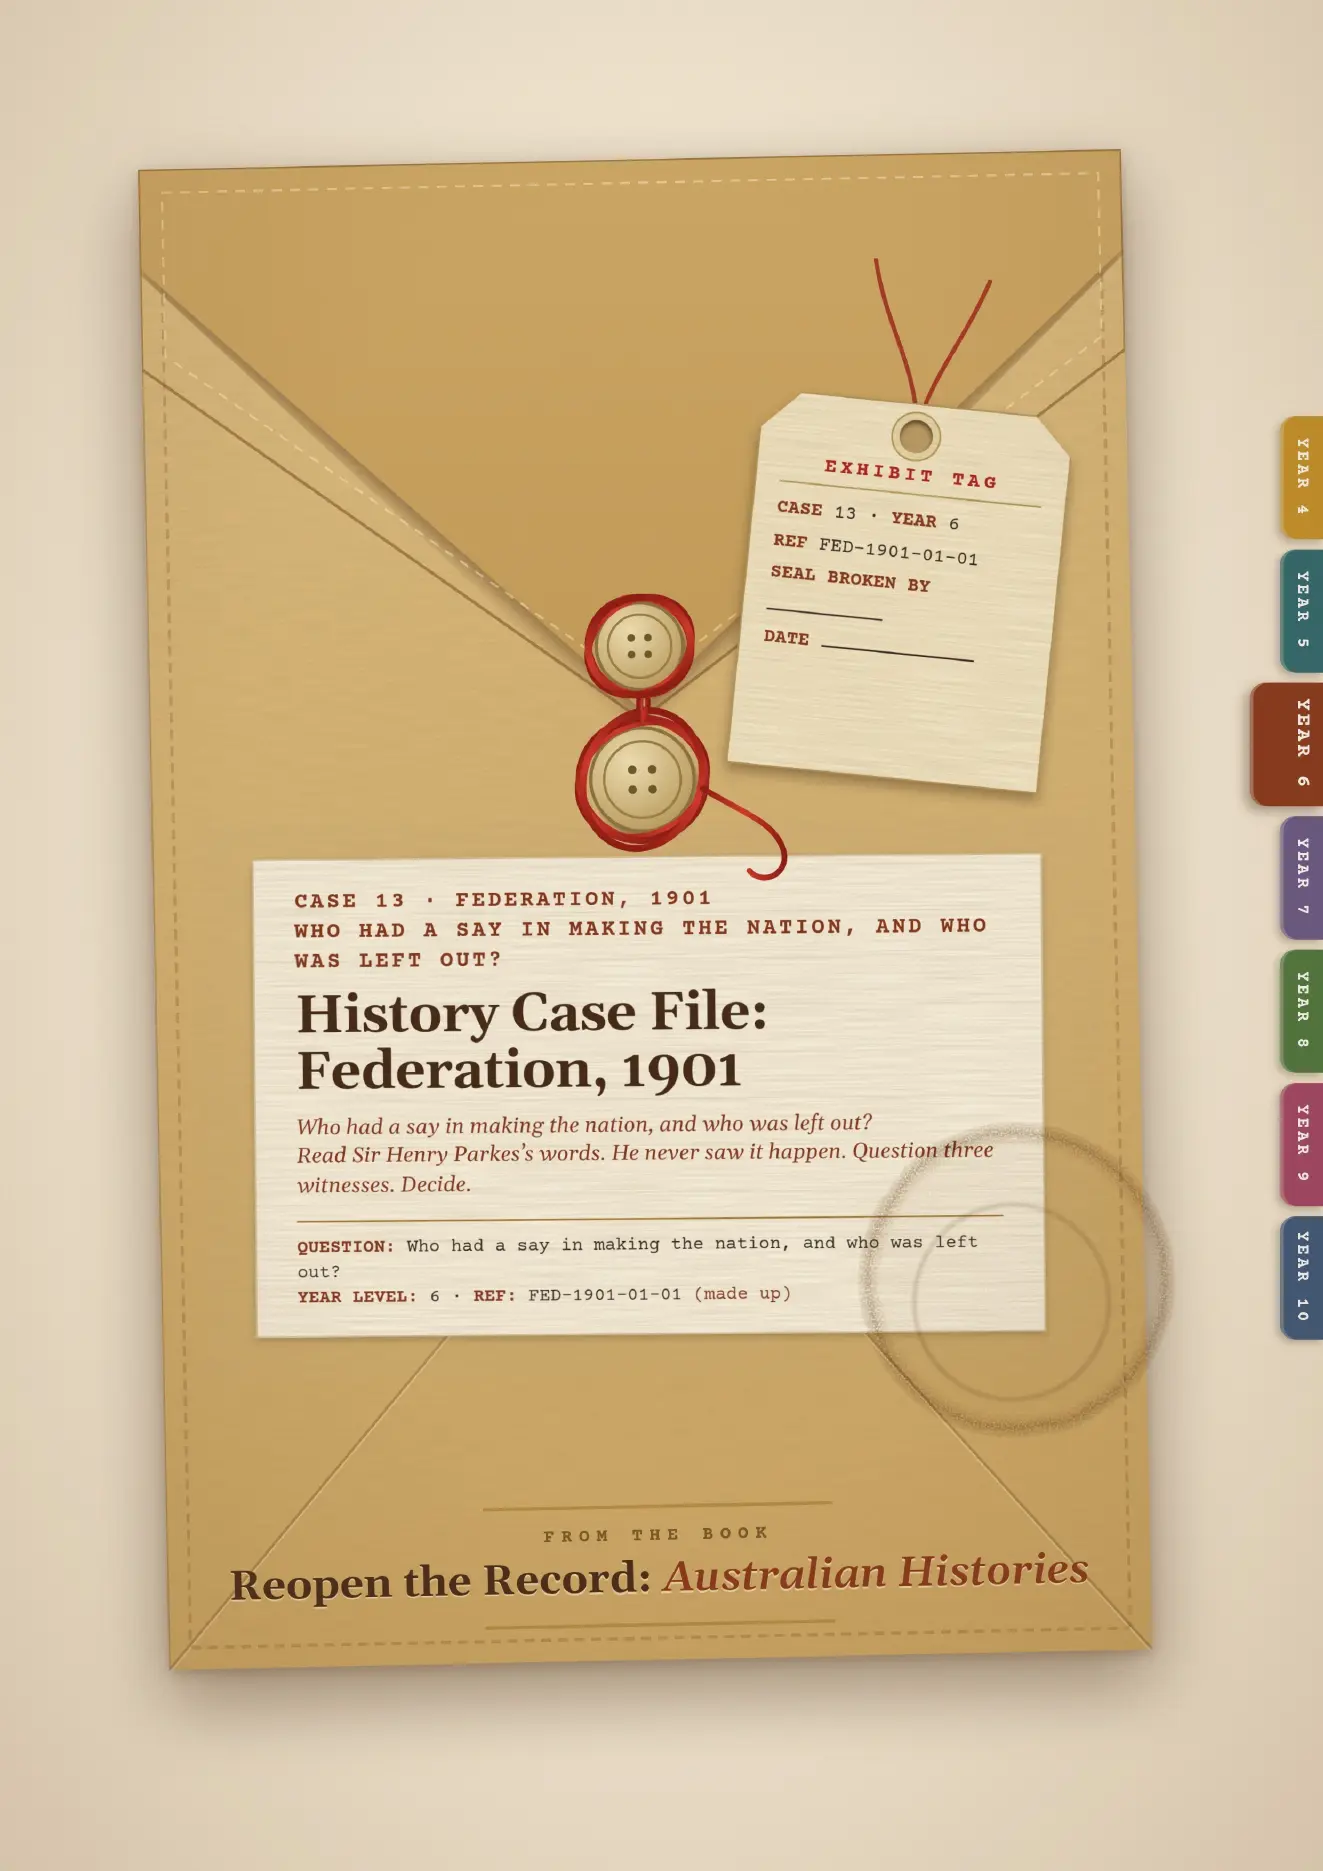 EXHIBIT TAG
CASE 13 · YEAR 6
REF FED-1901-01-01
SEAL BROKEN BY
DATE
CASE 13 · FEDERATION, 1901
WHO HAD A SAY IN MAKING THE NATION, AND WHO
WAS LEFT OUT?
History Case File:
Federation, 1901
Who had a say in making the nation, and who was left out?
Read Sir Henry Parkes’s words. He never saw it happen. Question three
witnesses. Decide.
QUESTION: Who had a say in making the nation, and who was left
out?
YEAR LEVEL: 6 · REF: FED-1901-01-01 (made up)
FROM THE BOOK
Reopen the Record: Australian Histories
YEAR 4
YEAR 5
YEAR 6
YEAR 7
YEAR 8
YEAR 9
YEAR 10